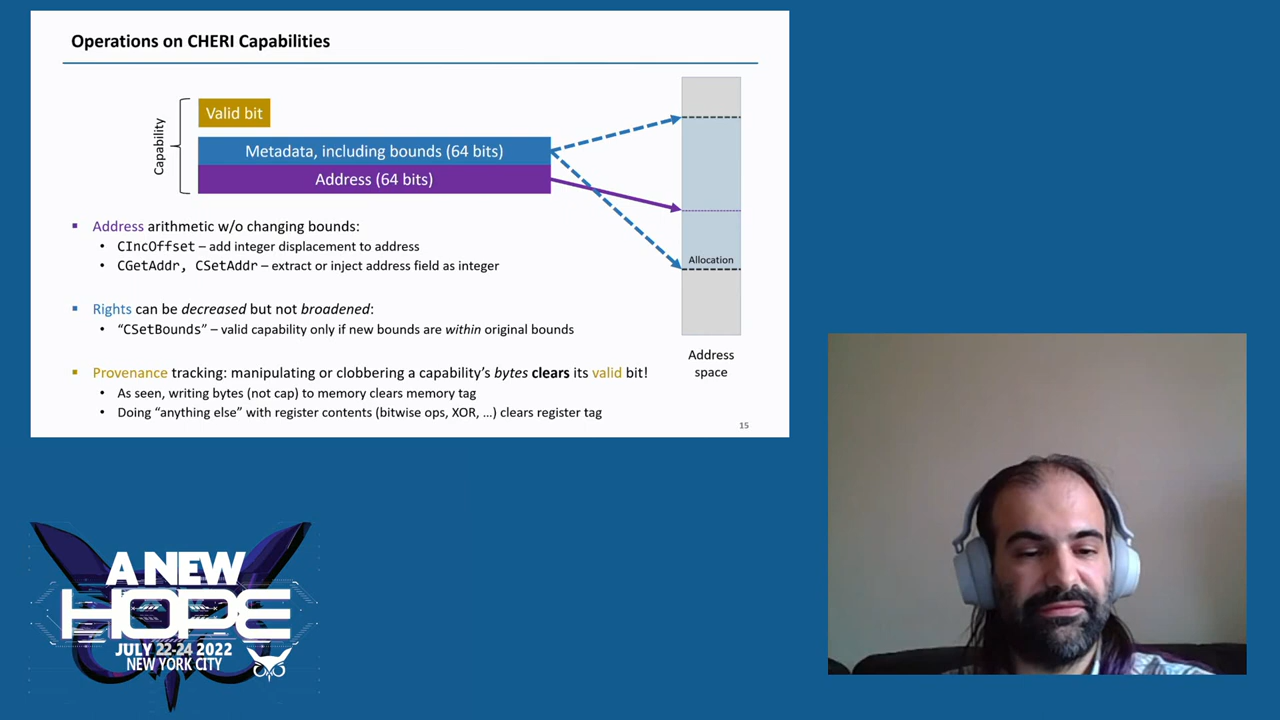 Operations on CHERI Capabilities
Capability
Valid bit
Metadata, including bounds (64 bits)
Address (64 bits)
Allocation
Address
space
▪ Address arithmetic w/o changing bounds:
• CIncOffset – add integer displacement to address
• CGetAddr, CSetAddr – extract or inject address field as integer
▪ Rights can be decreased but not broadened:
• “CSetBounds” – valid capability only if new bounds are within original bounds
▪ Provenance tracking: manipulating or clobbering a capability’s bytes clears its valid bit!
• As seen, writing bytes (not cap) to memory clears memory tag
• Doing “anything else” with register contents (bitwise ops, XOR, …) clears register tag
15
A NEW
HOPE
JULY 22-24 2022
NEW YORK CITY